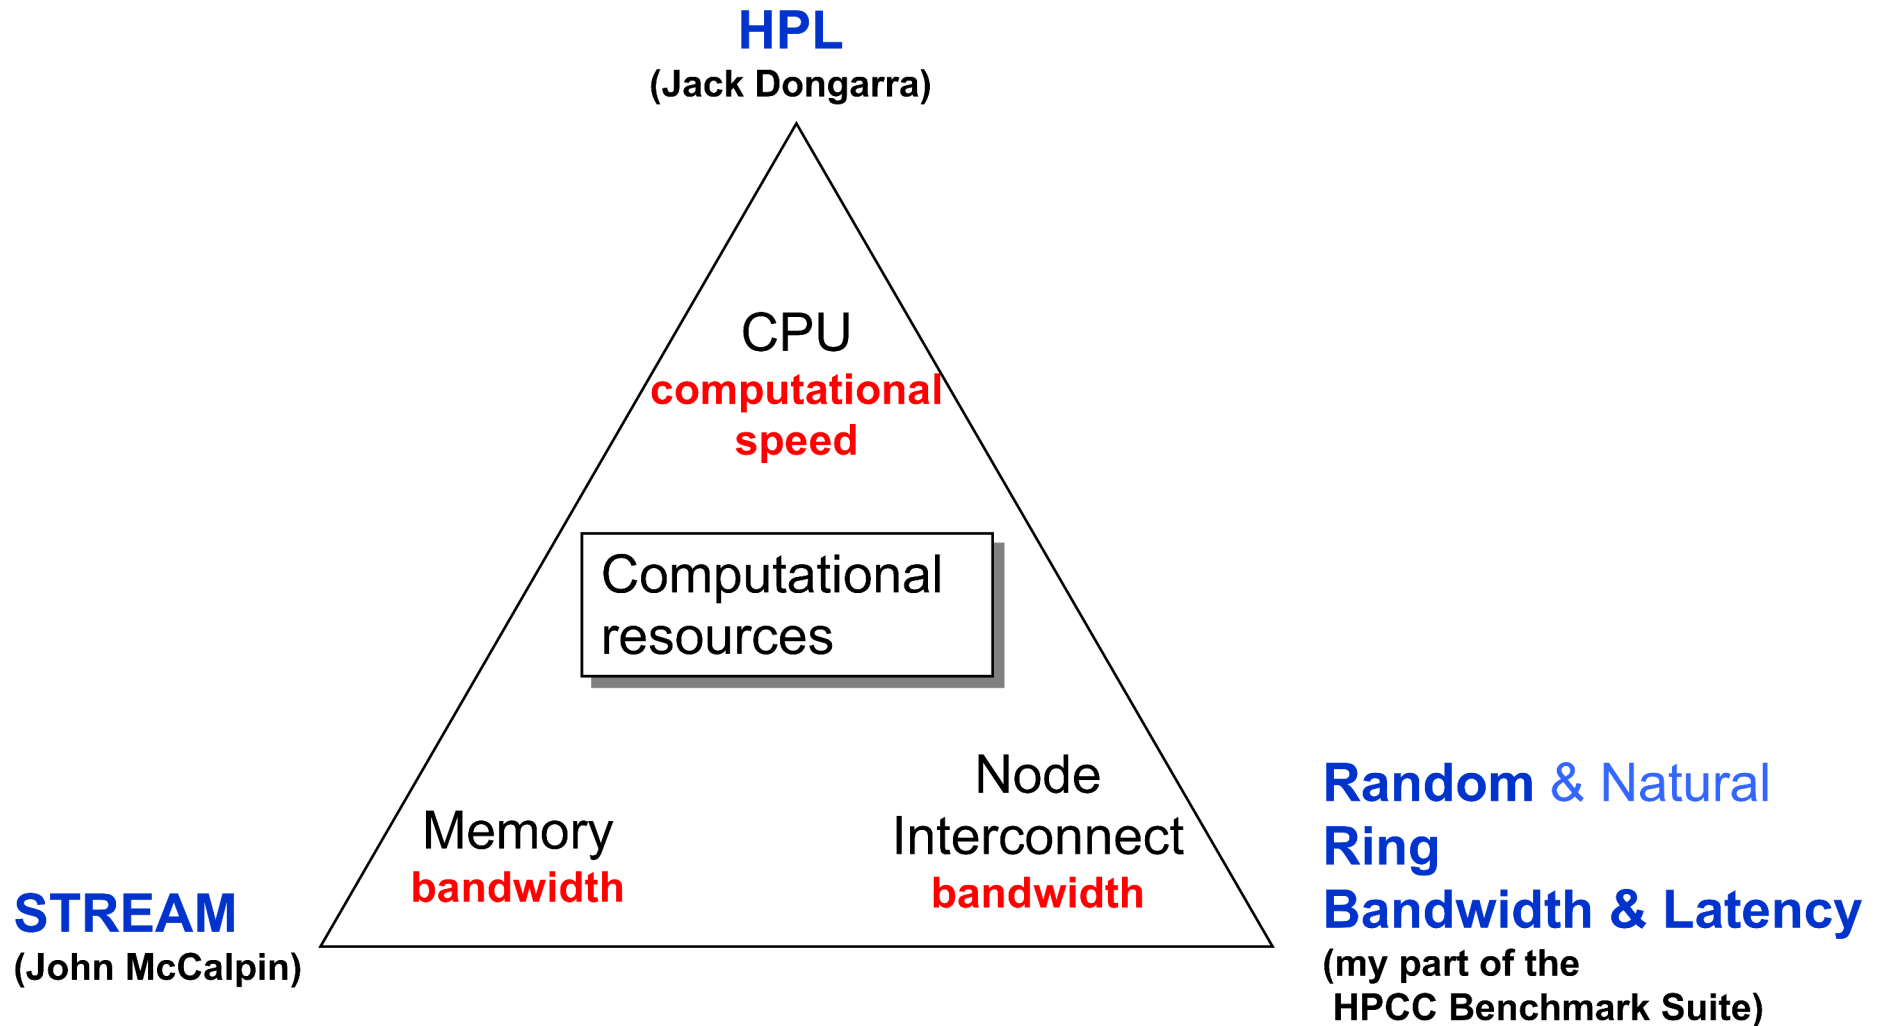 HPL
(Jack Dongarra)
CPU
computational
speed
Computational
resources
Memory
bandwidth
Node
Interconnect
bandwidth
STREAM
(John McCalpin)
Random & Natural
Ring
Bandwidth & Latency
(my part of the
HPCC Benchmark Suite)